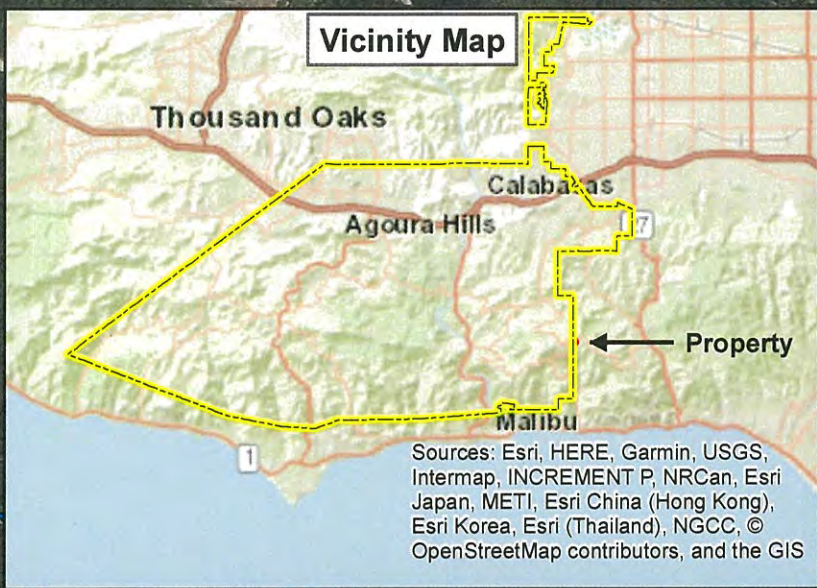 Vicinity Map
Thousand Oaks
Calabasas
Agoura Hills
Property
Malibu
1
Sources: Esri, HERE, Garmin, USGS,
Intermap, INCREMENT P, NRCan, Esri
Japan, METI, Esri China (Hong Kong),
Esri Korea, Esri (Thailand), NGCC, ©
OpenStreetMap contributors, and the GIS